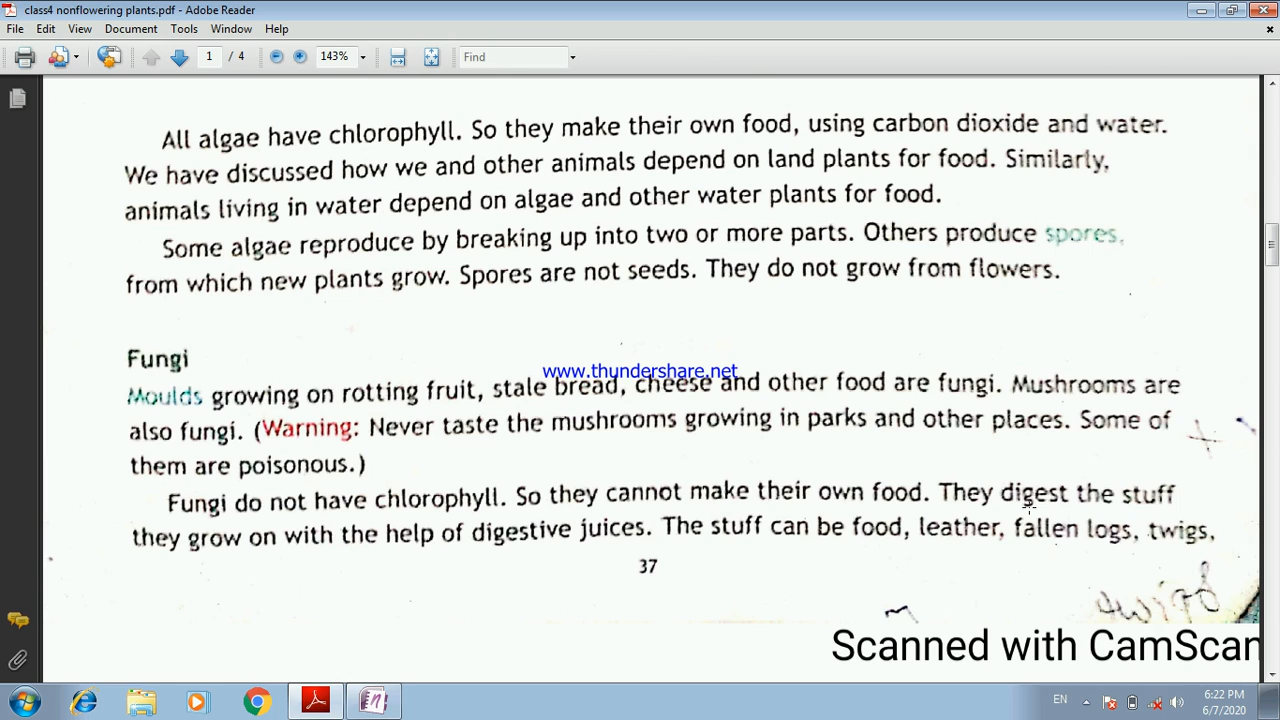 class4 nonflowering plants.pdf - Adobe Reader
File Edit View Document Tools Window Help
1 / 4 143% Find
All algae have chlorophyll. So they make their own food, using carbon dioxide and water.
We have discussed how we and other animals depend on land plants for food. Similarly,
animals living in water depend on algae and other water plants for food.
Some algae reproduce by breaking up into two or more parts. Others produce spores,
from which new plants grow. Spores are not seeds. They do not grow from flowers.
Fungi
www.thundershare.net
Moulds growing on rotting fruit, stale bread, cheese and other food are fungi. Mushrooms are
also fungi. (Warning: Never taste the mushrooms growing in parks and other places. Some of
them are poisonous.)
Fungi do not have chlorophyll. So they cannot make their own food. They digest the stuff
they grow on with the help of digestive juices. The stuff can be food, leather, fallen logs, twigs,
37
Scanned with CamScan
EN 6:22 PM
6/7/2020